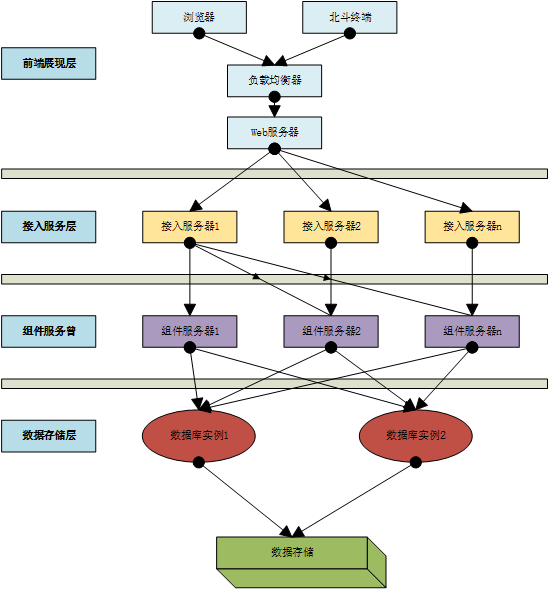 浏览器
北斗终端
前端展现层
负载均衡器
Web服务器
接入服务层
接入服务器1
接入服务器2
接入服务器n
组件服务曾
组件服务器1
组件服务器2
组件服务器n
数据存储层
数据库实例1
数据库实例2
数据存储